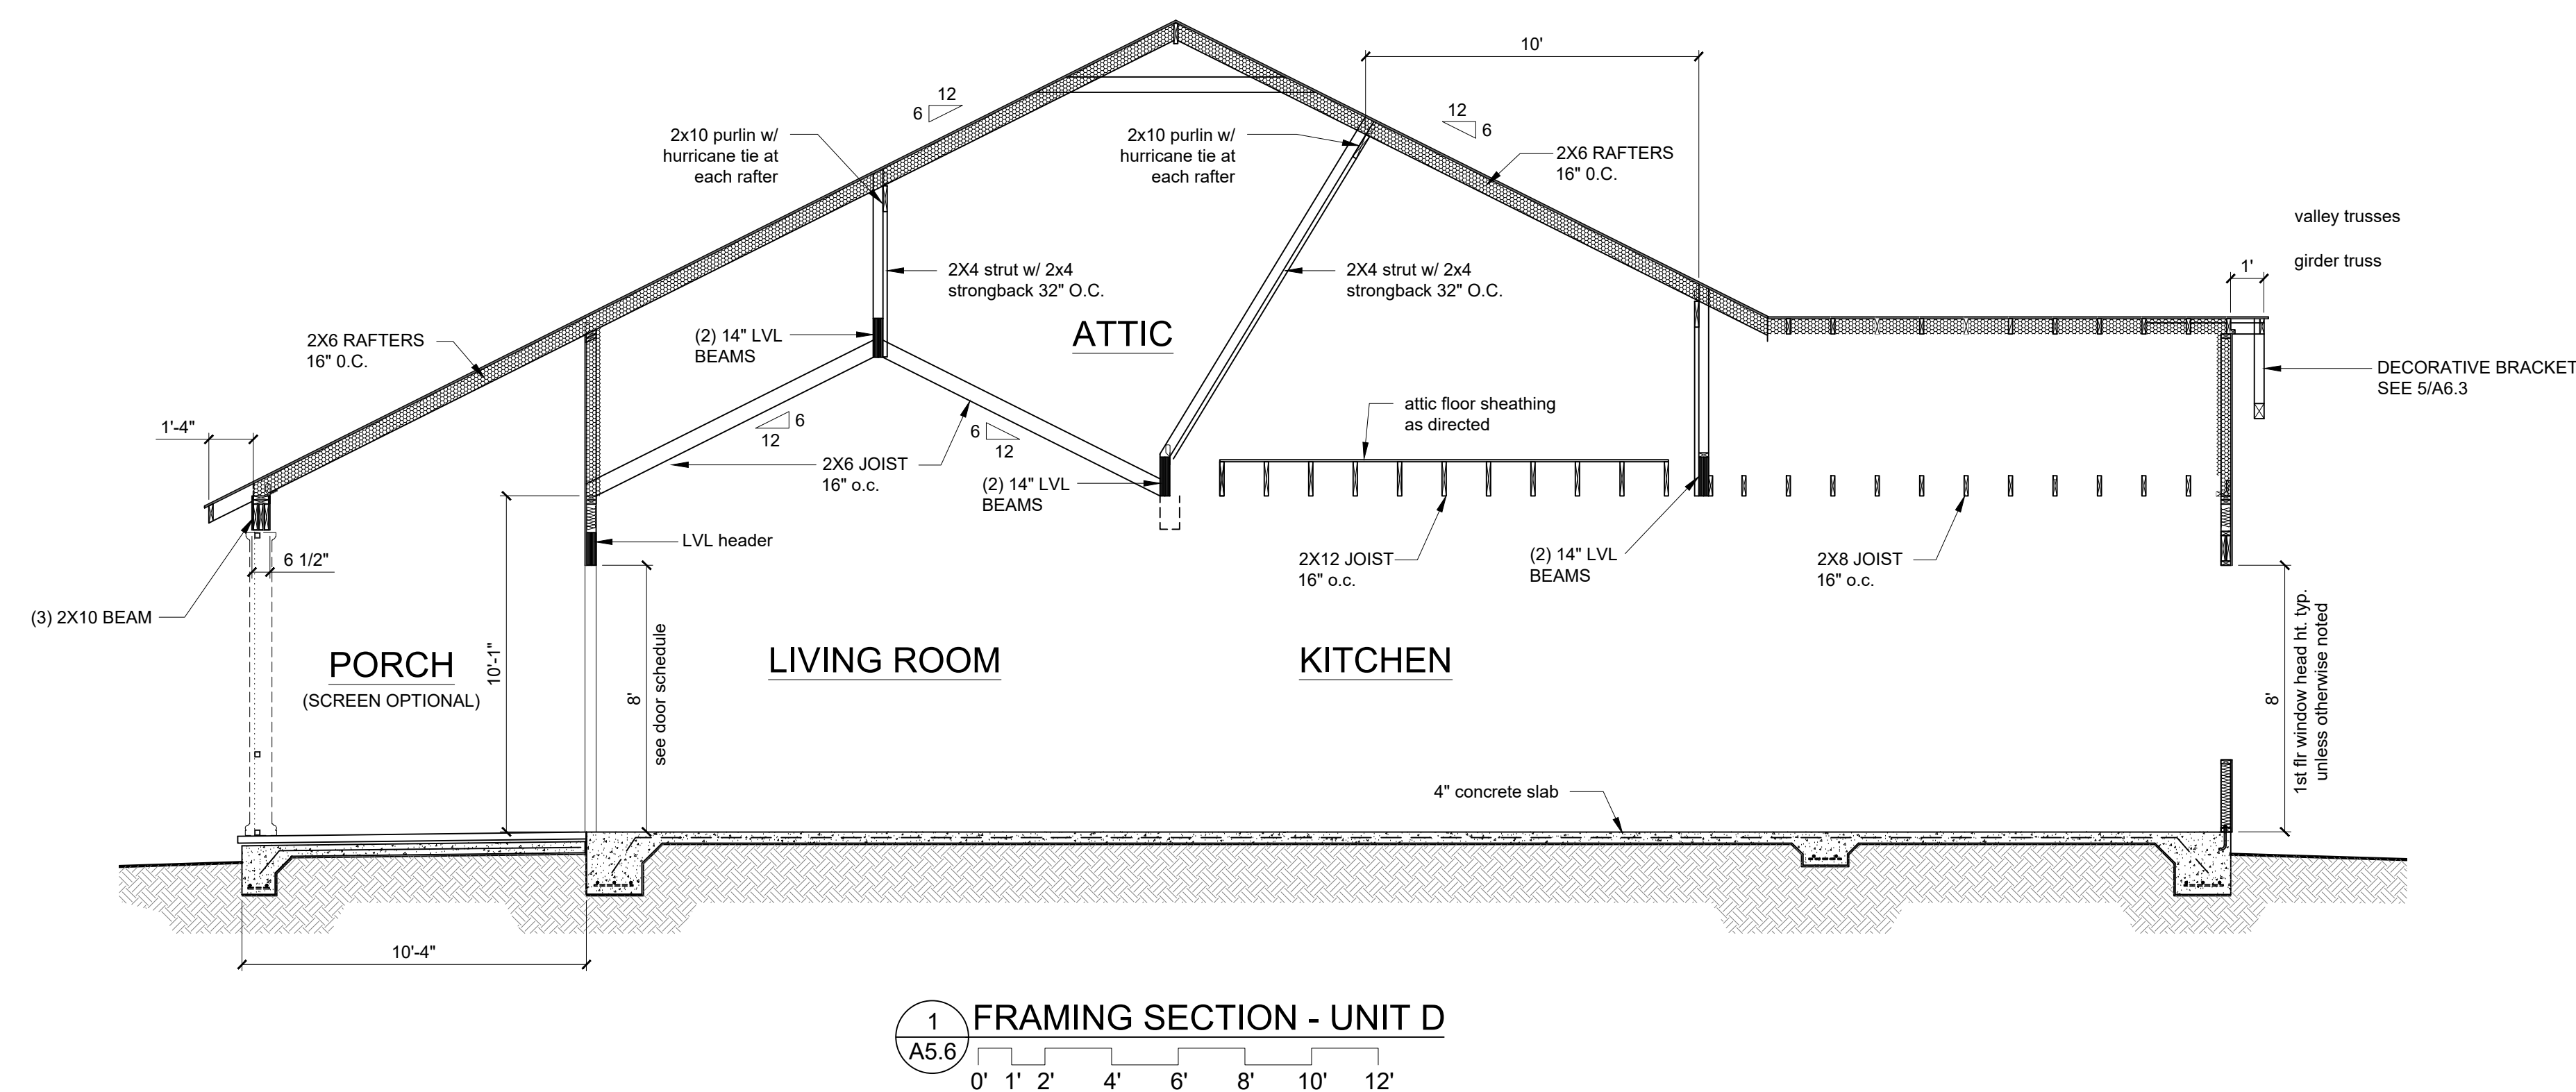 10'
12
6
12
6
2x10 purlin w/
hurricane tie at
each rafter
2x10 purlin w/
hurricane tie at
each rafter
2X6 RAFTERS
16" 0.C.
valley trusses
girder truss
1'
2X4 strut w/ 2x4
strongback 32" O.C.
2X4 strut w/ 2x4
strongback 32" O.C.
(2) 14" LVL
BEAMS
ATTIC
2X6 RAFTERS
16" 0.C.
DECORATIVE BRACKET
SEE 5/A6.3
1'-4"
6
12
6
12
attic floor sheathing
as directed
2X6 JOIST
16" o.c.
(2) 14" LVL
BEAMS
LVL header
6 1/2"
2X12 JOIST
16" o.c.
(2) 14" LVL
BEAMS
2X8 JOIST
16" o.c.
(3) 2X10 BEAM
PORCH
(SCREEN OPTIONAL)
10'-1"
8'
see door schedule
LIVING ROOM
KITCHEN
8'
1st flr window head ht. typ.
unless otherwise noted
4" concrete slab
10'-4"
1
A5.6
FRAMING SECTION - UNIT D
0' 1' 2' 4' 6' 8' 10' 12'